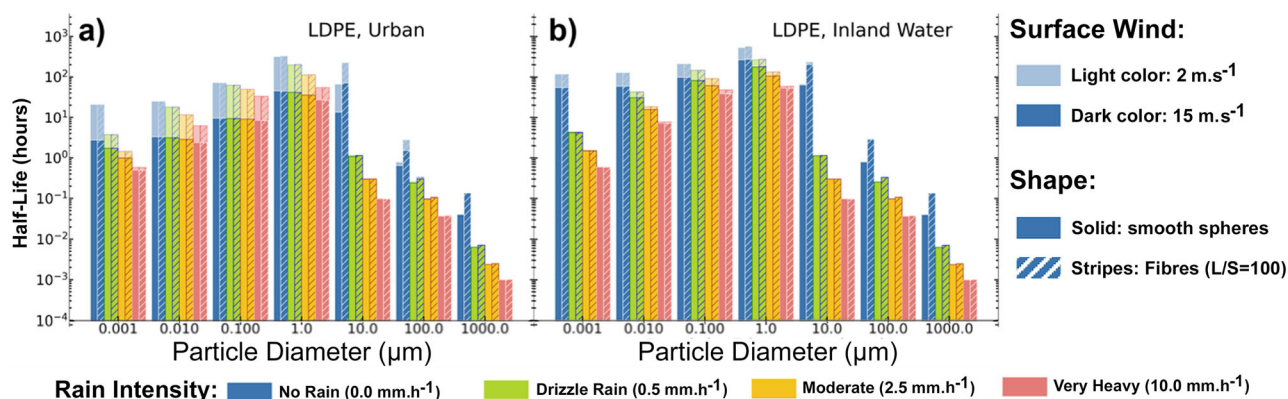 a)
LDPE, Urban
b)
LDPE, Inland Water
Half-Life (hours)
10³
10²
10¹
10⁰
10⁻¹
10⁻²
10⁻³
10⁻⁴
0.001 0.010 0.100 1.0 10.0 100.0 1000.0
0.001 0.010 0.100 1.0 10.0 100.0 1000.0
Particle Diameter (µm)
Particle Diameter (µm)
Surface Wind:
Light color: 2 m.s⁻¹
Dark color: 15 m.s⁻¹
Shape:
Solid: smooth spheres
Stripes: Fibres (L/S=100)
Rain Intensity: No Rain (0.0 mm.h⁻¹) Drizzle Rain (0.5 mm.h⁻¹) Moderate (2.5 mm.h⁻¹) Very Heavy (10.0 mm.h⁻¹)